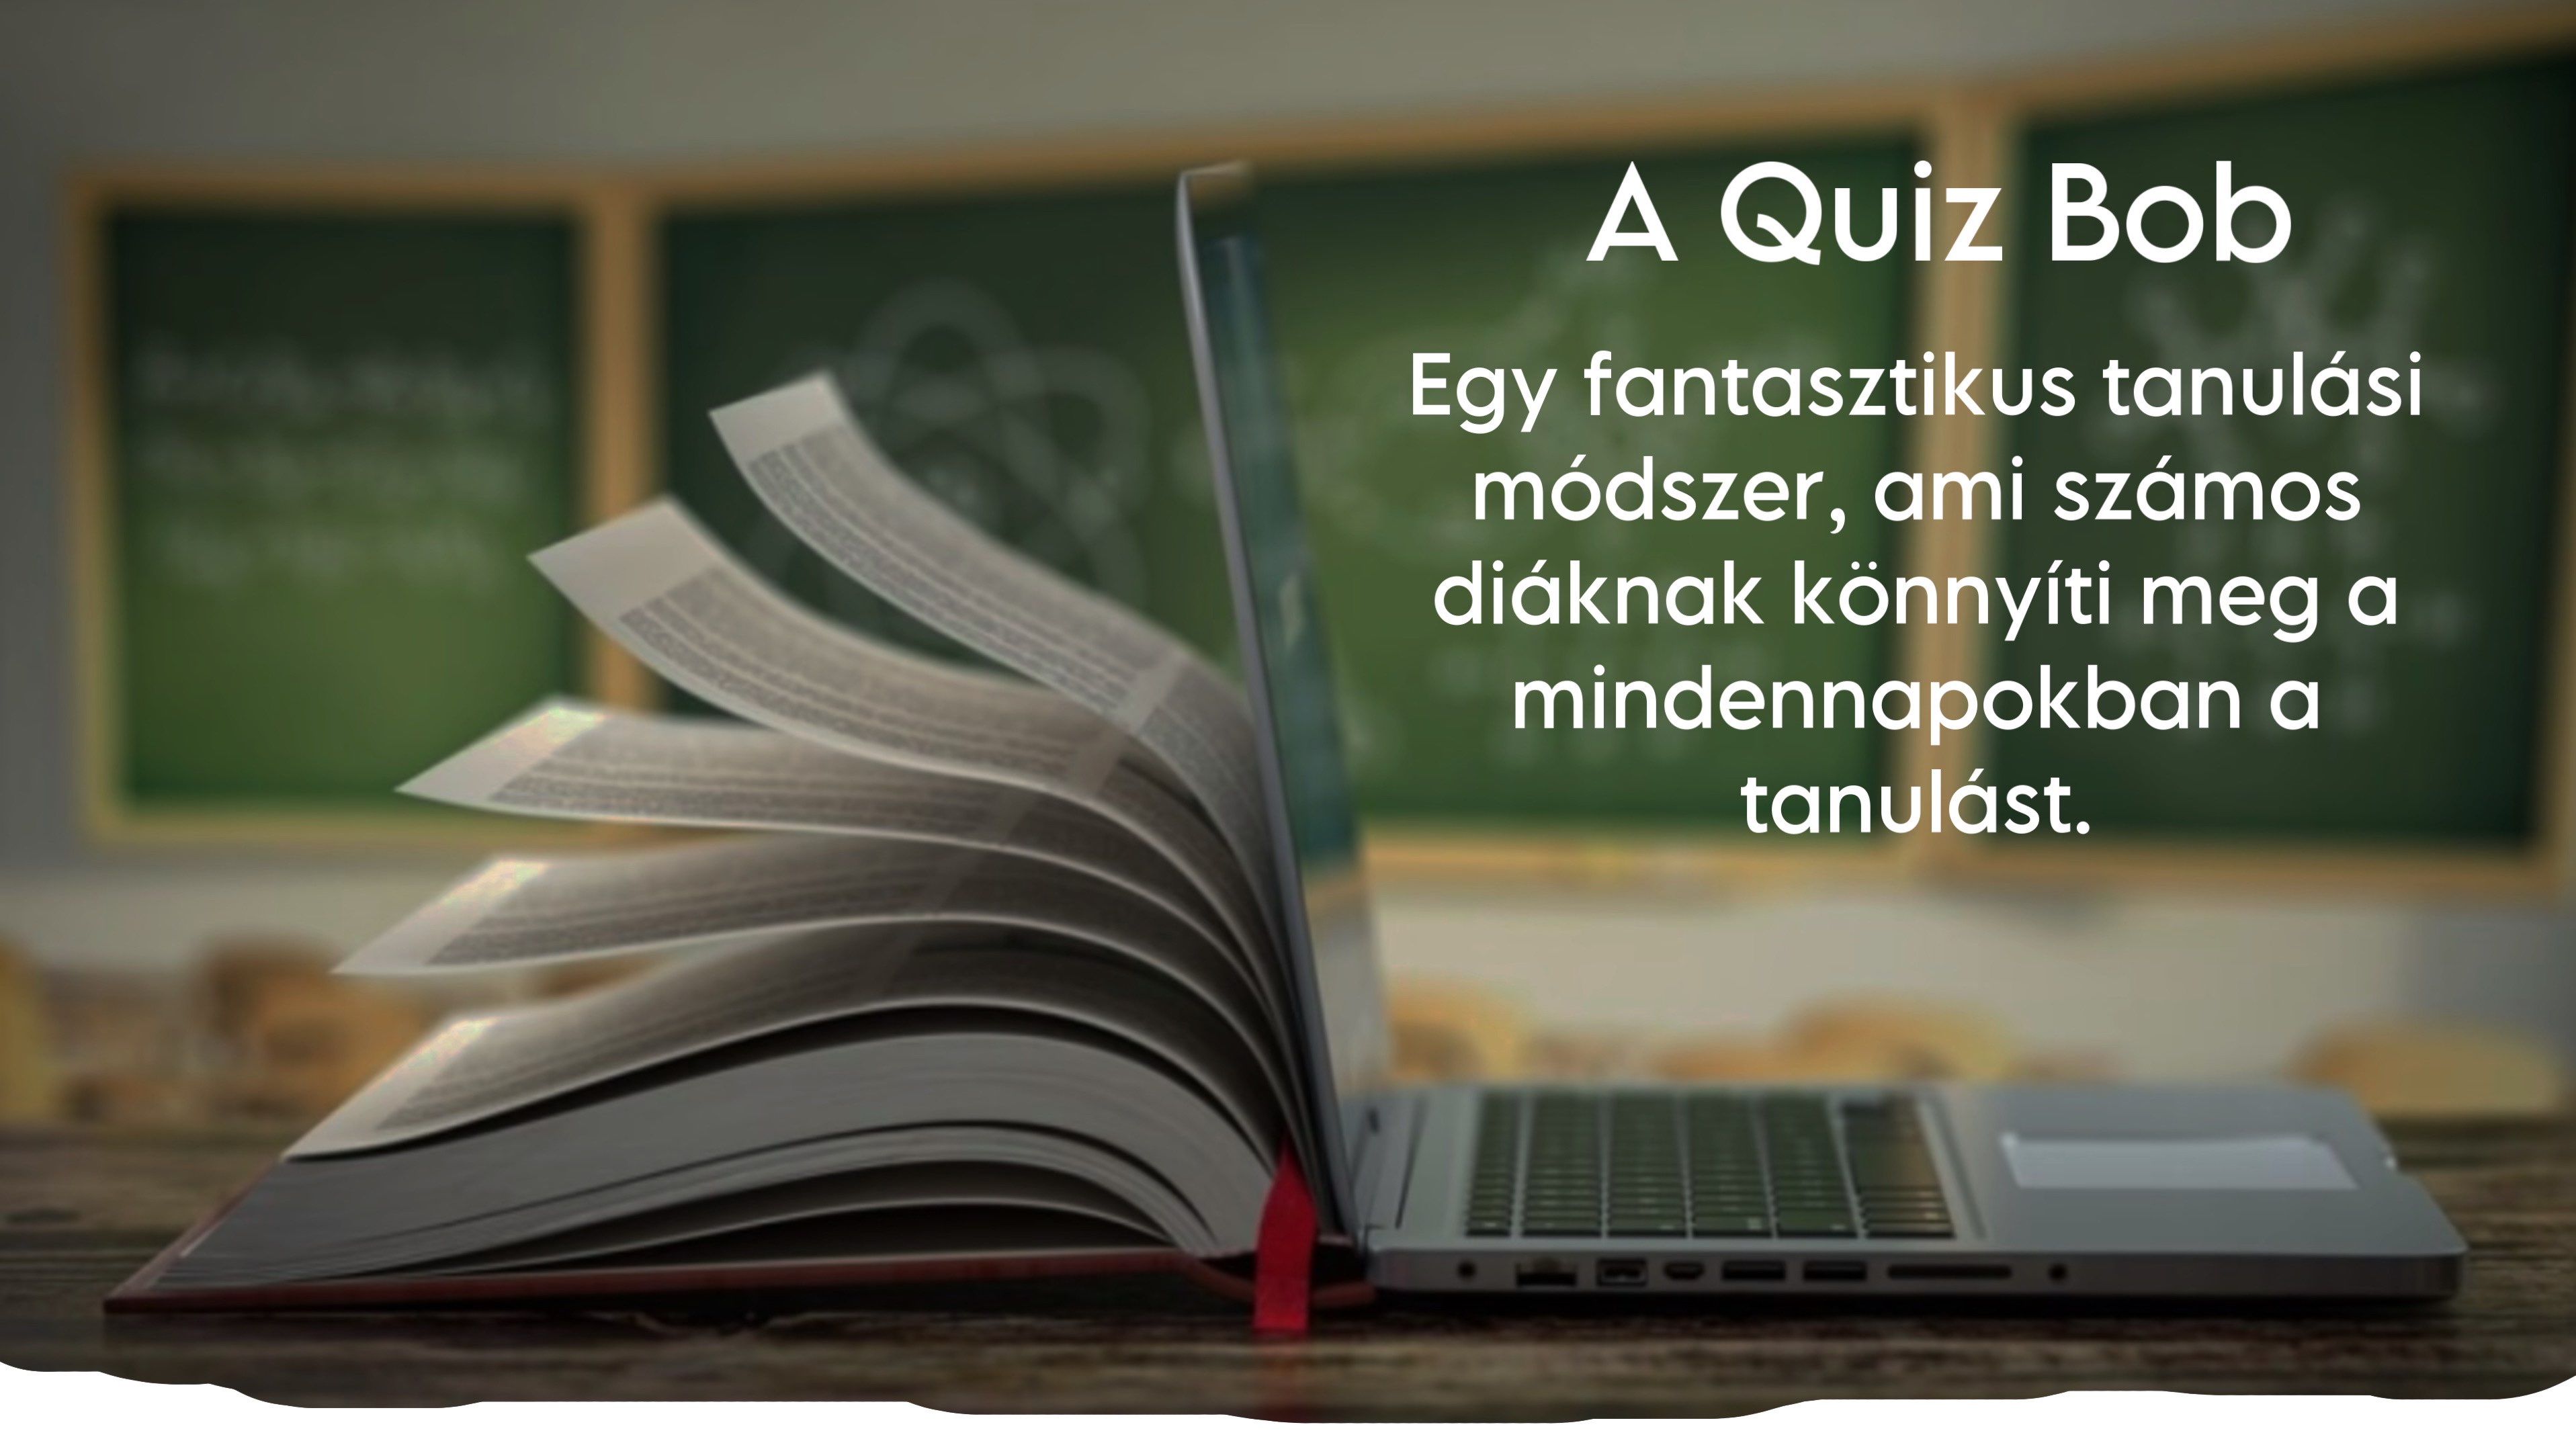 A Quiz Bob
Egy fantasztikus tanulási
módszer, ami számos
diáknak könnyíti meg a
mindennapokban a
tanulást.